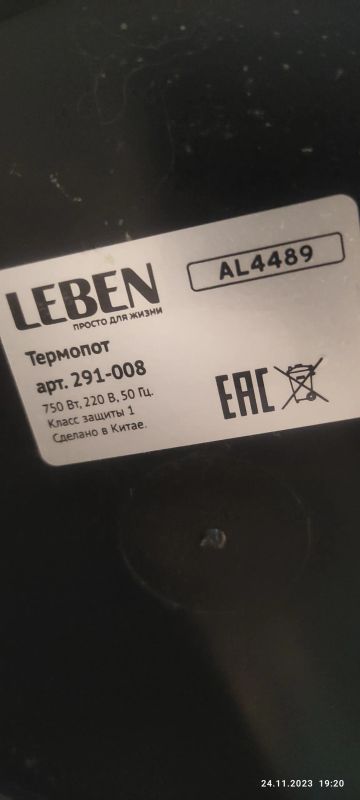 LEBEN
ПРОСТО ДЛЯ ЖИЗНИ
AL4489
Термопот
арт. 291-008
750 Вт, 220 В, 50 Гц.
Класс защиты 1
Сделано в Китае.
EAC
24.11.2023 19:20